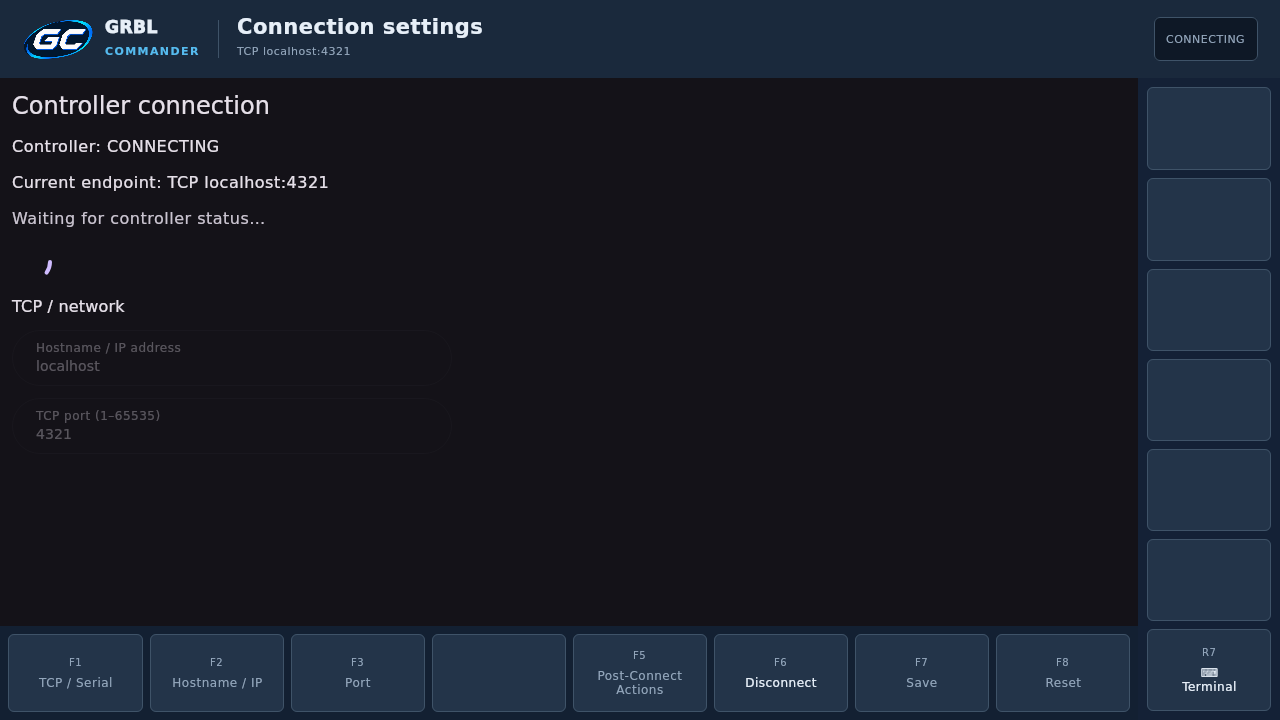 GC
GRBL
COMMANDER
Connection settings
TCP localhost:4321
CONNECTING
Controller connection
Controller: CONNECTING
Current endpoint: TCP localhost:4321
Waiting for controller status...
TCP / network
Hostname / IP address
localhost
TCP port (1–65535)
4321
F1
TCP / Serial
F2
Hostname / IP
F3
Port
F5
Post-Connect
Actions
F6
Disconnect
F7
Save
F8
Reset
R7
Terminal